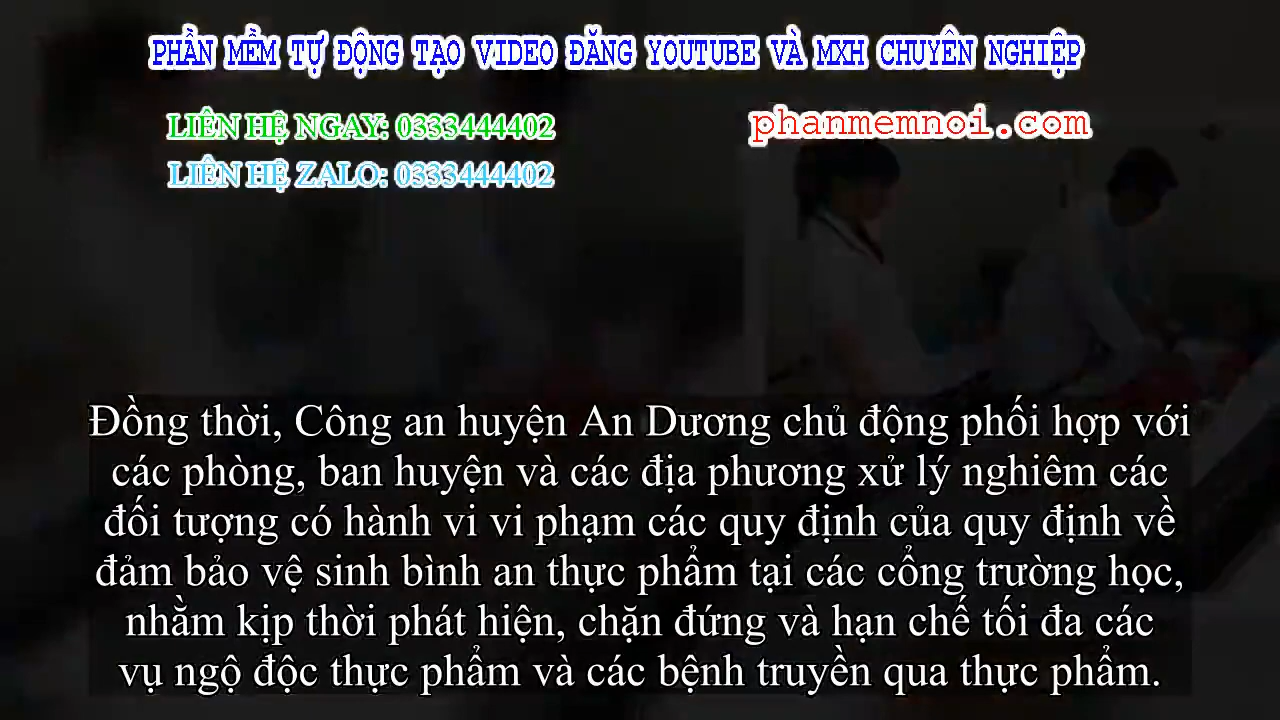 PHẦN MỀM TỰ ĐỘNG TẠO VIDEO ĐĂNG YOUTUBE VÀ MXH CHUYÊN NGHIỆP
LIÊN HỆ NGAY: 0333444402
phanmemnoi.com
LIÊN HỆ ZALO: 0333444402
Đồng thời, Công an huyện An Dương chủ động phối hợp với
các phòng, ban huyện và các địa phương xử lý nghiêm các
đối tượng có hành vi vi phạm các quy định của quy định về
đảm bảo vệ sinh bình an thực phẩm tại các cổng trường học,
nhằm kịp thời phát hiện, chặn đứng và hạn chế tối đa các
vụ ngộ độc thực phẩm và các bệnh truyền qua thực phẩm.